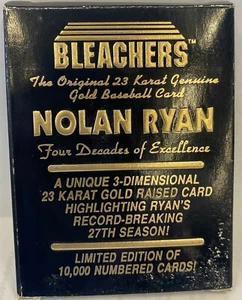 BLEACHERS™
The Original 23 Karat Genuine
Gold Baseball Card
NOLAN RYAN
Four Decades of Excellence
A UNIQUE 3-DIMENSIONAL
23 KARAT GOLD RAISED CARD
HIGHLIGHTING RYAN'S
RECORD-BREAKING
27TH SEASON!
LIMITED EDITION OF
10,000 NUMBERED CARDS!